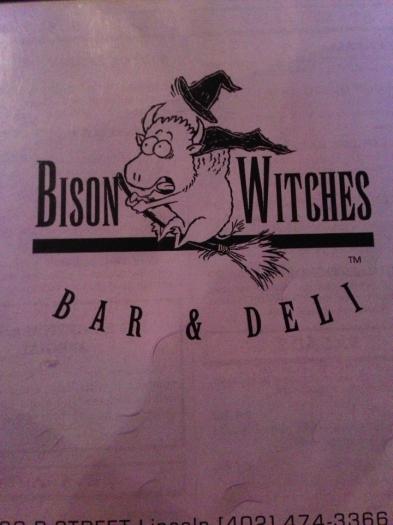 BISON WITCHES
TM
BAR & DELI
P STREET Lincoln [402] 474-3366